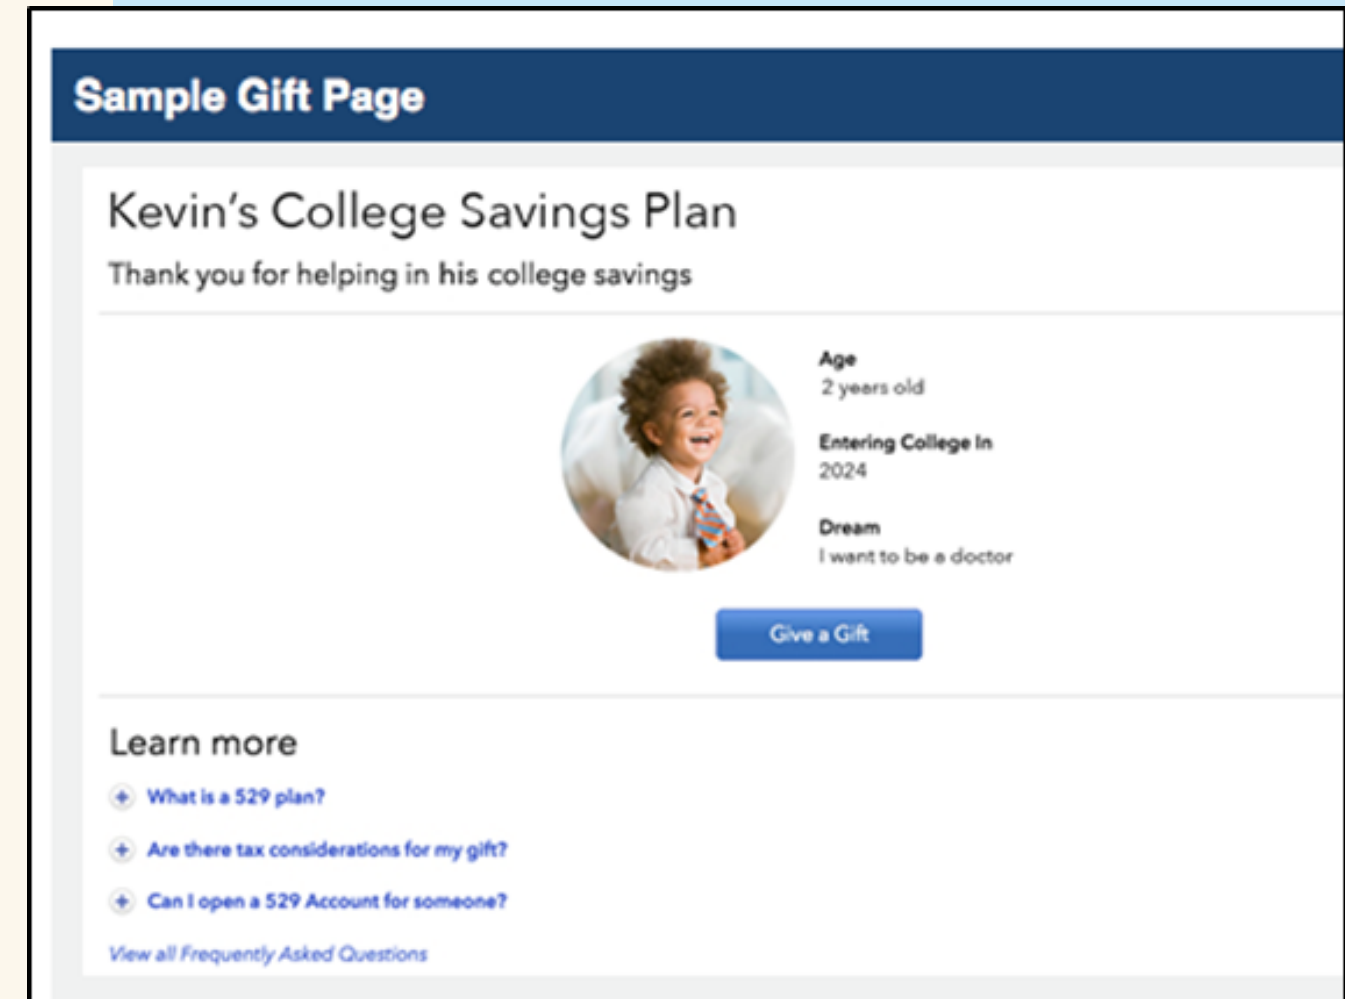 Sample Gift Page
Kevin's College Savings Plan
Thank you for helping in his college savings
Age
2 years old
Entering College In
2024
Dream
I want to be a doctor
Give a Gift
Learn more
What is a 529 plan?
Are there tax considerations for my gift?
Can I open a 529 Account for someone?
View all Frequently Asked Questions